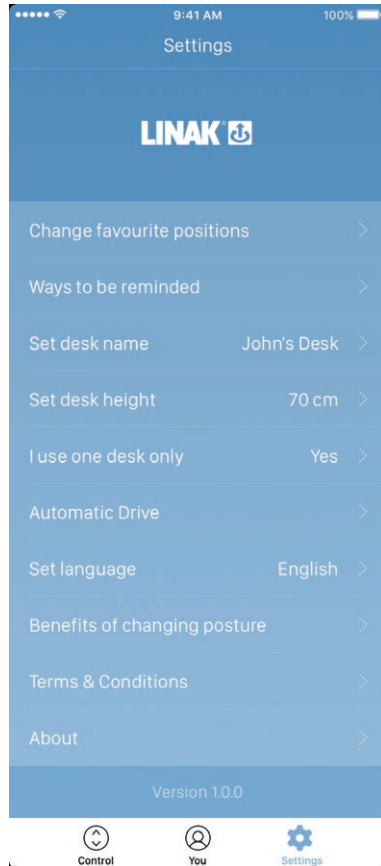 9:41 AM 100%
Settings
LINAK
Change favourite positions
Ways to be reminded
Set desk name John's Desk
Set desk height 70 cm
I use one desk only Yes
Automatic Drive
Set language English
Benefits of changing posture
Terms & Conditions
About
Version 1.0.0
Control You Settings